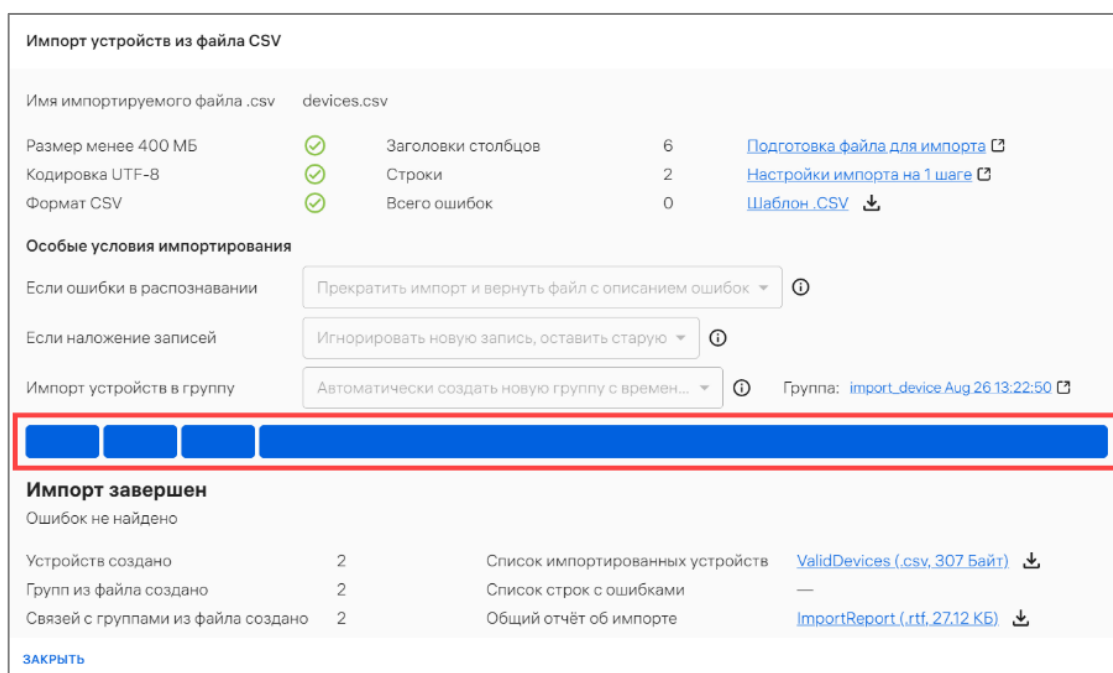 Импорт устройств из файла CSV
Имя импортируемого файла .csv devices.csv
Размер менее 400 МБ Заголовки столбцов 6 Подготовка файла для импорта
Кодировка UTF-8 Строки 2 Настройки импорта на 1 шаге
Формат CSV Всего ошибок 0 Шаблон .CSV
Особые условия импортирования
Если ошибки в распознавании Прекратить импорт и вернуть файл с описанием ошибок
Если наложение записей Игнорировать новую запись, оставить старую
Импорт устройств в группу Автоматически создать новую группу с времен... Группа: import_device Aug 26 13:22:50
Импорт завершен
Ошибок не найдено
Устройств создано 2 Список импортированных устройств ValidDevices (.csv, 307 Байт)
Групп из файла создано 2 Список строк с ошибками —
Связей с группами из файла создано 2 Общий отчёт об импорте ImportReport (.rtf, 27.12 КБ)
ЗАКРЫТЬ